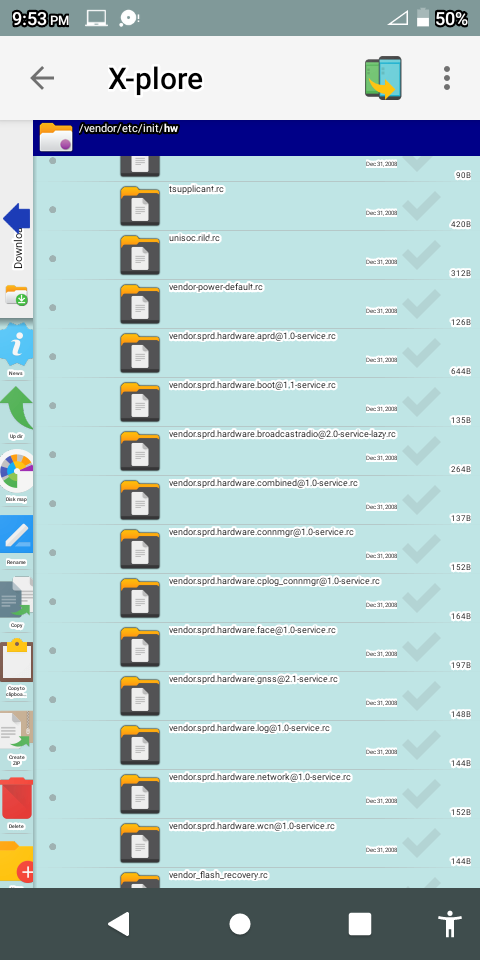 9:53 PM
50%
X-plore
/vendor/etc/init/hw
Dec 31, 2008
90B
tsupplicant.rc
Dec 31, 2008
420B
unisoc.rild.rc
Dec 31, 2008
312B
vendor-power-default.rc
Dec 31, 2008
126B
vendor.sprd.hardware.aprd@1.0-service.rc
Dec 31, 2008
644B
vendor.sprd.hardware.boot@1.1-service.rc
Dec 31, 2008
135B
vendor.sprd.hardware.broadcastradio@2.0-service-lazy.rc
Dec 31, 2008
264B
vendor.sprd.hardware.combined@1.0-service.rc
Dec 31, 2008
137B
vendor.sprd.hardware.connmgr@1.0-service.rc
Dec 31, 2008
152B
vendor.sprd.hardware.cplog_connmgr@1.0-service.rc
Dec 31, 2008
164B
vendor.sprd.hardware.face@1.0-service.rc
Dec 31, 2008
197B
vendor.sprd.hardware.gnss@2.1-service.rc
Dec 31, 2008
148B
vendor.sprd.hardware.log@1.0-service.rc
Dec 31, 2008
144B
vendor.sprd.hardware.network@1.0-service.rc
Dec 31, 2008
152B
vendor.sprd.hardware.wcn@1.0-service.rc
Dec 31, 2008
144B
vendor_flash_recovery.rc
Downlo
News
Up dir
Disk map
Rename
Copy
Copy to
clipboa...
Create
ZIP
Delete